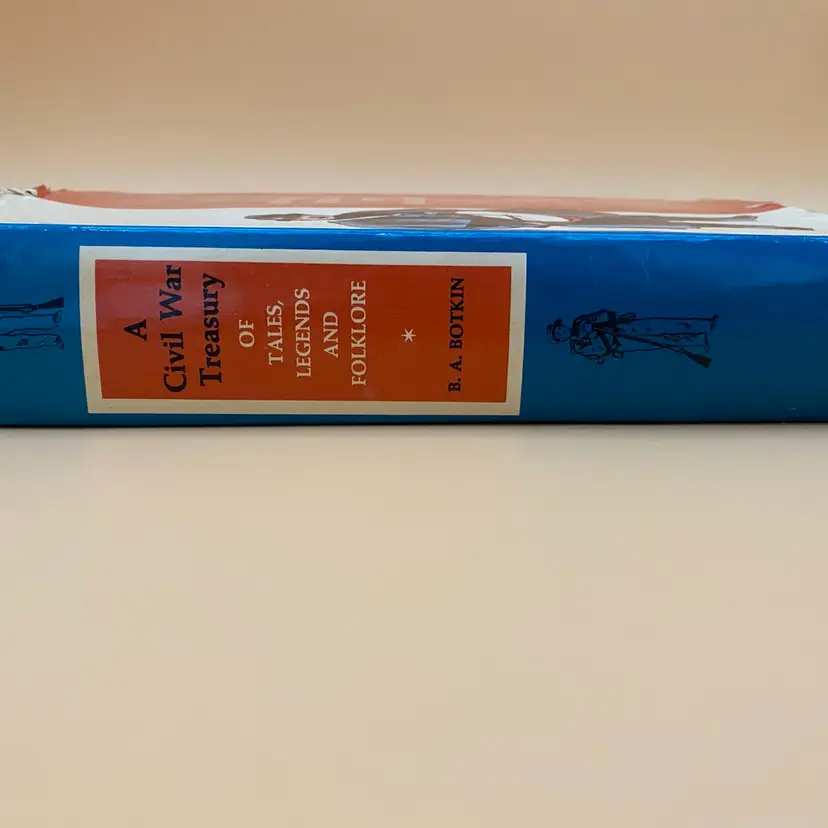 A
Civil War
Treasury
OF
TALES,
LEGENDS
AND
FOLKLORE
*
B. A. BOTKIN